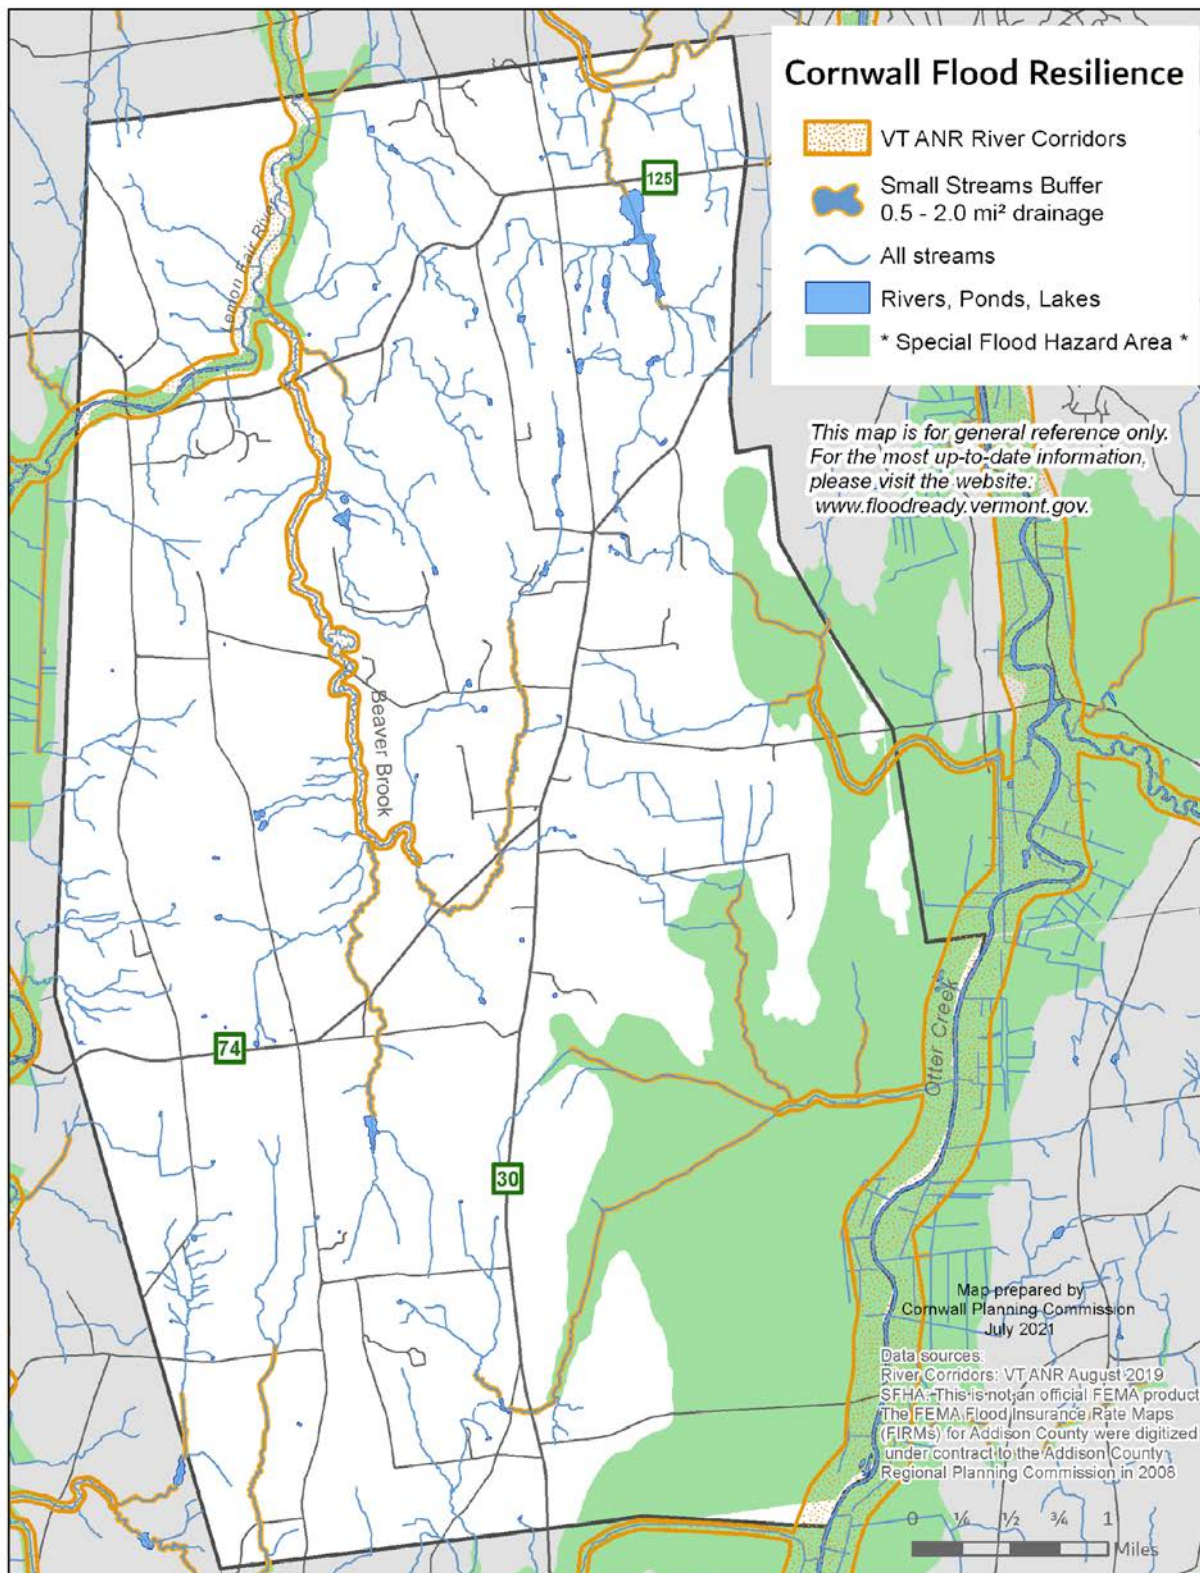 Cornwall Flood Resilience
VT ANR River Corridors
Small Streams Buffer
0.5 - 2.0 mi² drainage
All streams
Rivers, Ponds, Lakes
* Special Flood Hazard Area *
This map is for general reference only.
For the most up-to-date information,
please visit the website:
www.floodready.vermont.gov.
125
Lemon Fair River
Beaver Brook
Otter Creek
74
30
Map prepared by
Cornwall Planning Commission
July 2021
Data sources:
River Corridors: VT ANR August 2019
SFHA: This is not an official FEMA product
The FEMA Flood Insurance Rate Maps
(FIRMs) for Addison County were digitized
under contract to the Addison County
Regional Planning Commission in 2008
0 ¼ ½ ¾ 1
Miles